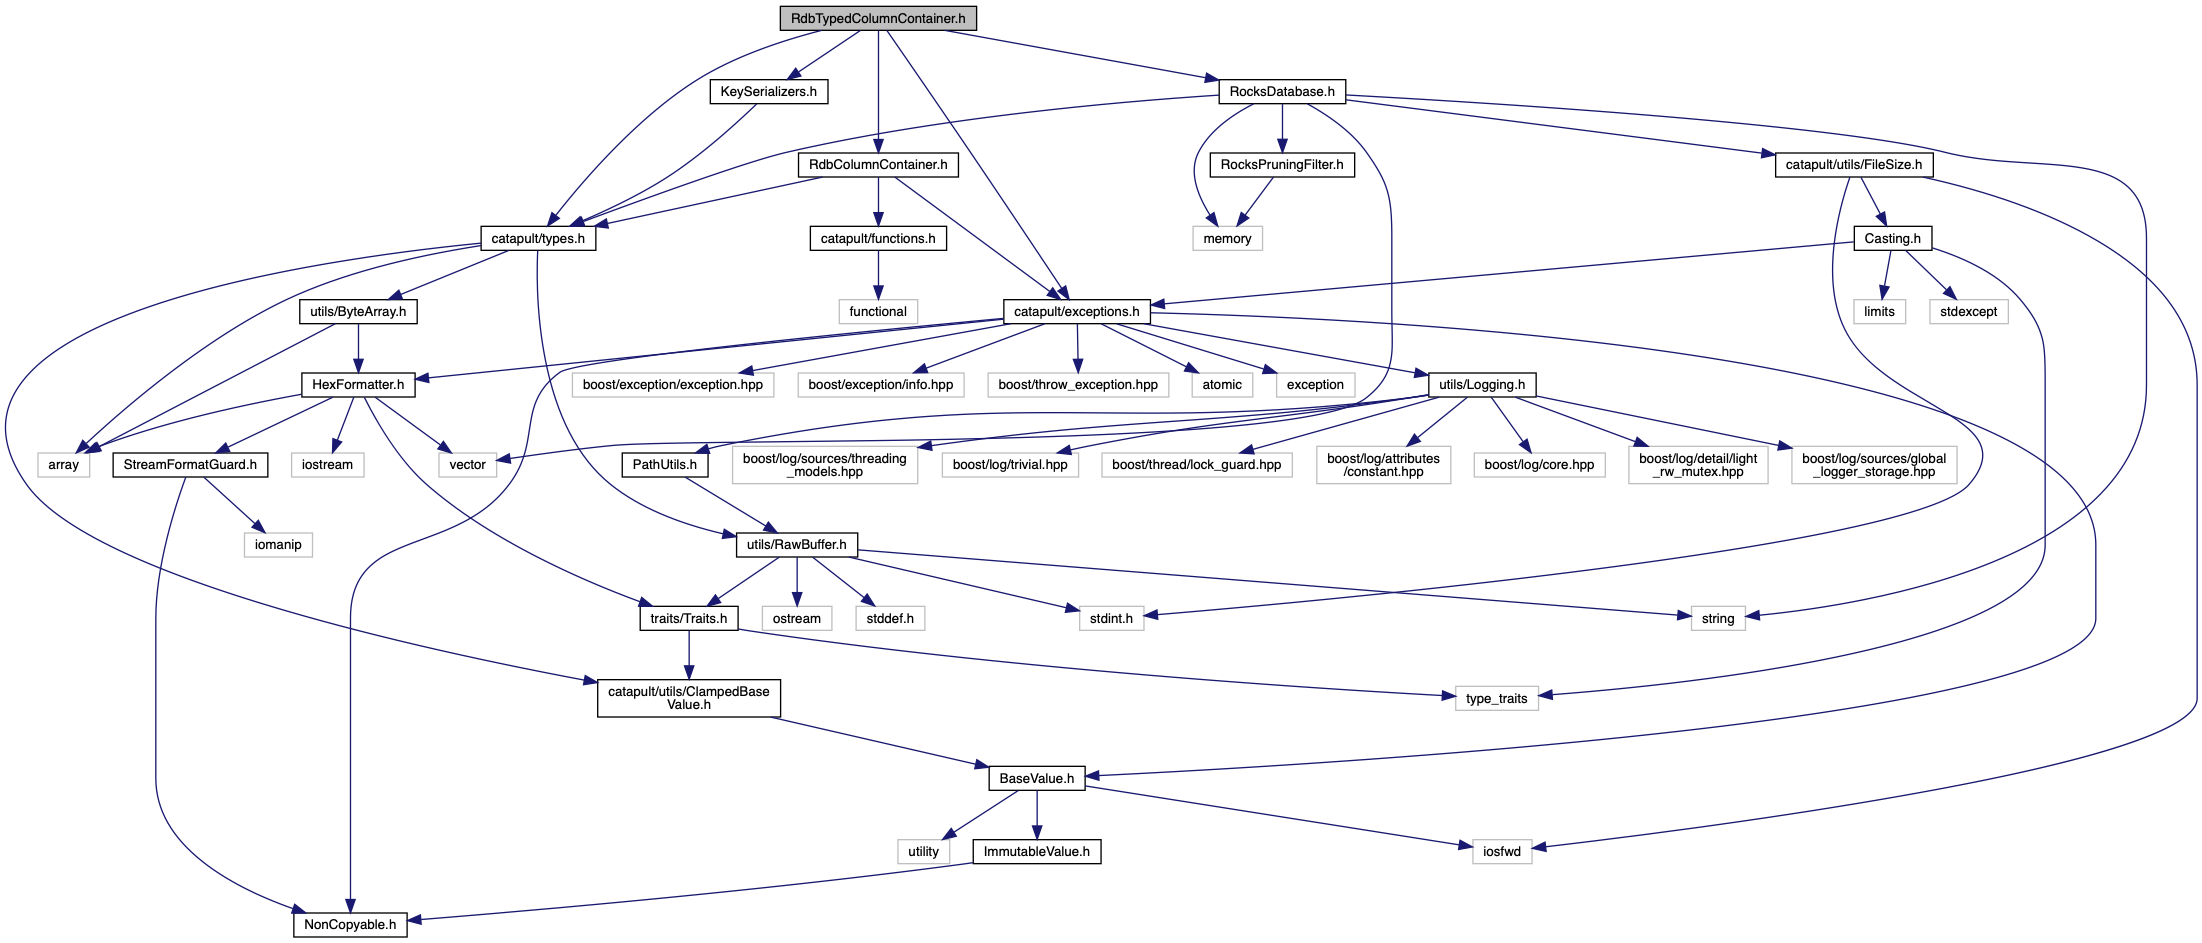 RdbTypedColumnContainer.h
KeySerializers.h
RocksDatabase.h
RdbColumnContainer.h
RocksPruningFilter.h
catapult/utils/FileSize.h
catapult/types.h
catapult/functions.h
memory
Casting.h
utils/ByteArray.h
functional
catapult/exceptions.h
limits
stdexcept
HexFormatter.h
boost/exception/exception.hpp
boost/exception/info.hpp
boost/throw_exception.hpp
atomic
exception
utils/Logging.h
array
StreamFormatGuard.h
iostream
vector
PathUtils.h
boost/log/sources/threading
_models.hpp
boost/log/trivial.hpp
boost/thread/lock_guard.hpp
boost/log/attributes
/constant.hpp
boost/log/core.hpp
boost/log/detail/light
_rw_mutex.hpp
boost/log/sources/global
_logger_storage.hpp
iomanip
utils/RawBuffer.h
traits/Traits.h
ostream
stddef.h
stdint.h
string
catapult/utils/ClampedBase
Value.h
type_traits
BaseValue.h
utility
ImmutableValue.h
iosfwd
NonCopyable.h